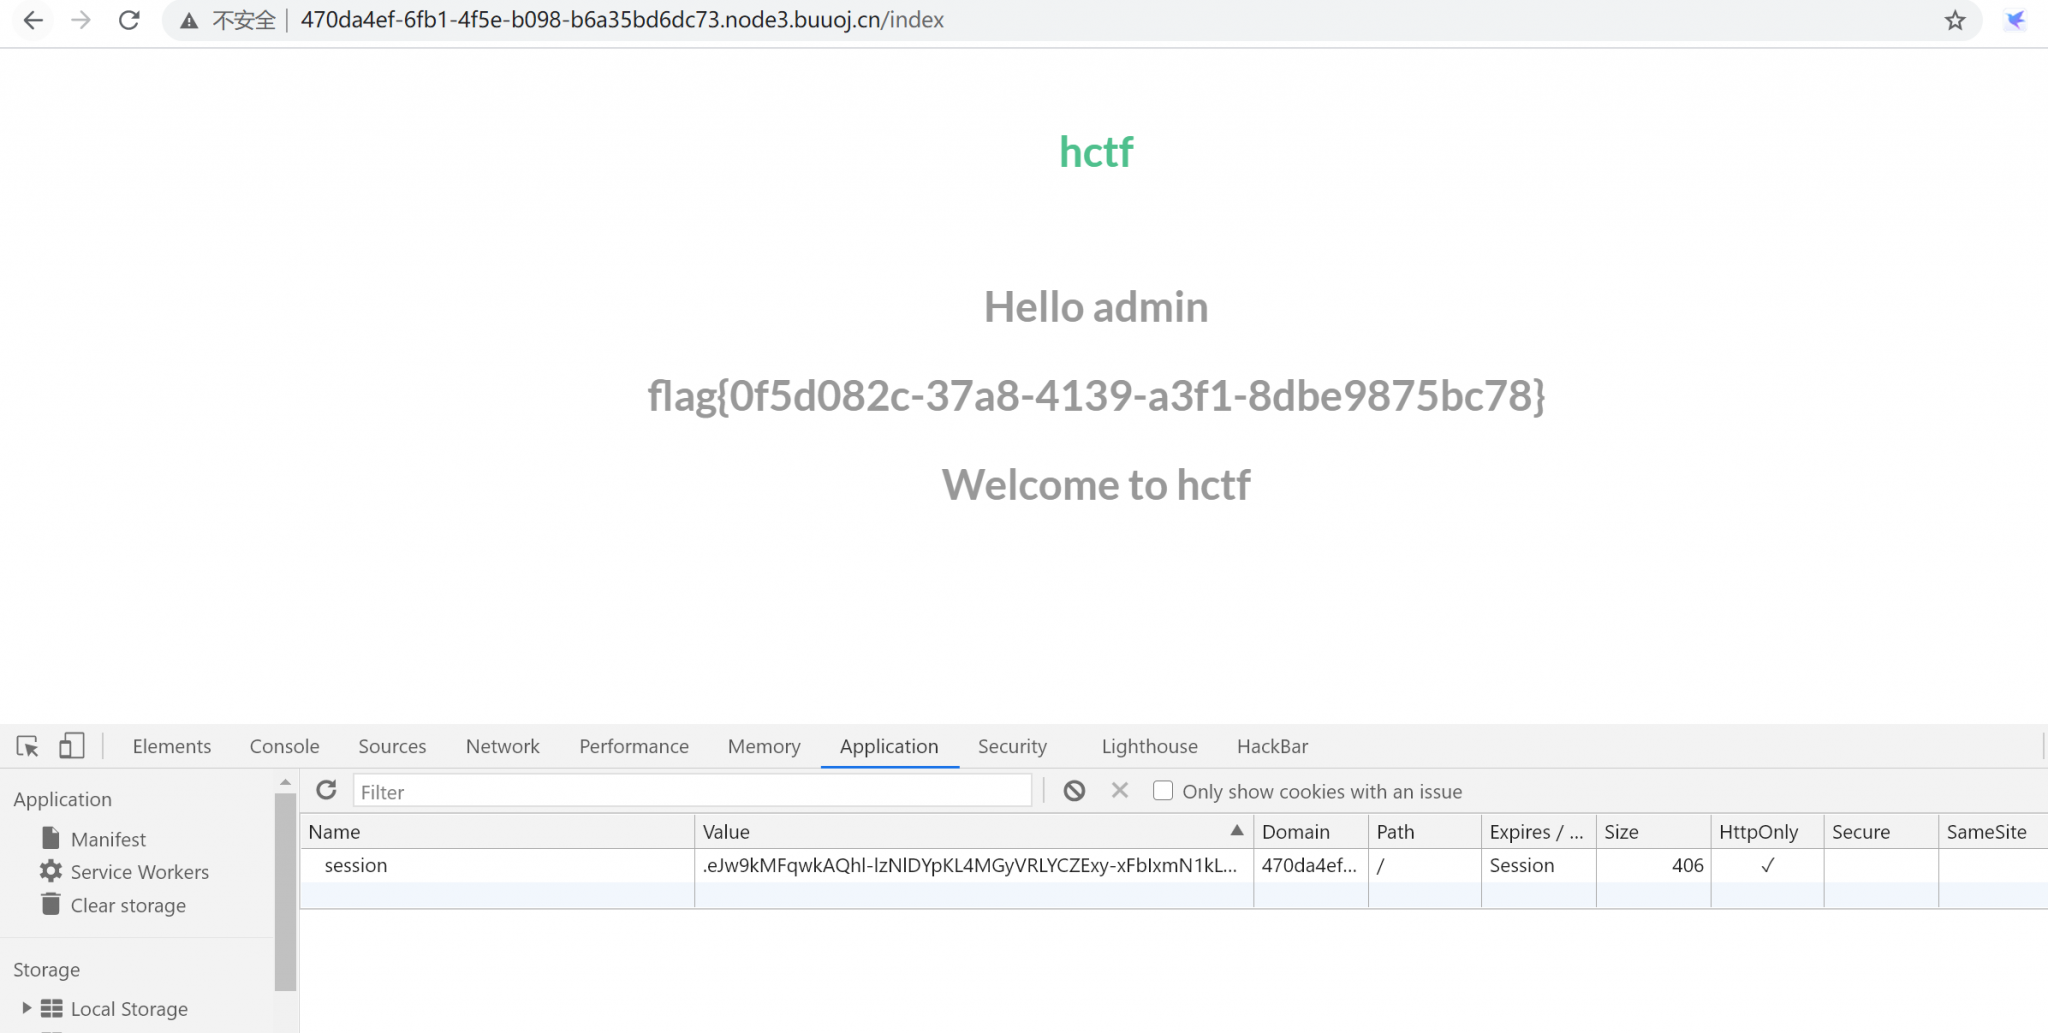 不安全 470da4ef-6fb1-4f5e-b098-b6a35bd6dc73.node3.buuoj.cn/index
hctf
Hello admin
flag{0f5d082c-37a8-4139-a3f1-8dbe9875bc78}
Welcome to hctf
Elements Console Sources Network Performance Memory Application Security Lighthouse HackBar
Application
Manifest
Service Workers
Clear storage
Storage
Local Storage
Filter Only show cookies with an issue
Name Value Domain Path Expires / ... Size HttpOnly Secure SameSite
session .eJw9kMFqwkAQhl-lzNlDYpKL4MGyVRLYCZExy-xFbIxmN1kL... 470da4ef... / Session 406 ✓